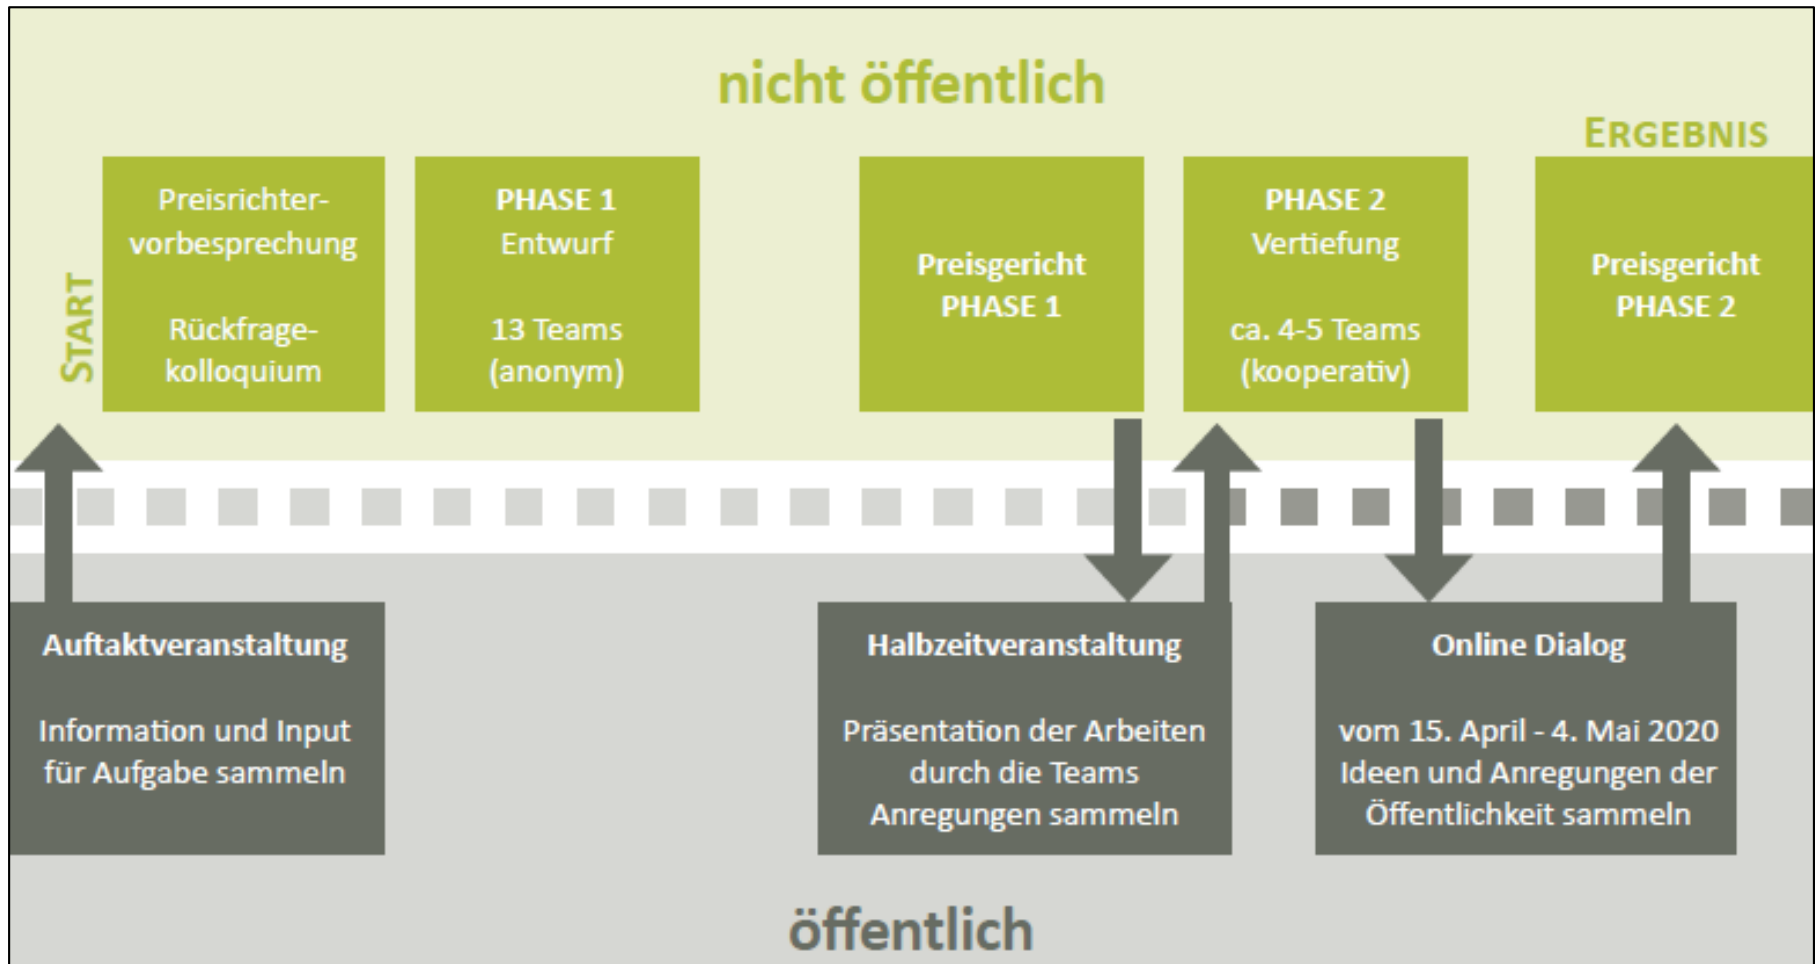 nicht öffentlich
START
Preisrichter-
vorbesprechung
Rückfrage-
kolloquium
PHASE 1
Entwurf
13 Teams
(anonym)
Preisgericht
PHASE 1
PHASE 2
Vertiefung
ca. 4-5 Teams
(kooperativ)
ERGEBNIS
Preisgericht
PHASE 2
Auftaktveranstaltung
Information und Input
für Aufgabe sammeln
Halbzeitveranstaltung
Präsentation der Arbeiten
durch die Teams
Anregungen sammeln
Online Dialog
vom 15. April - 4. Mai 2020
Ideen und Anregungen der
Öffentlichkeit sammeln
öffentlich